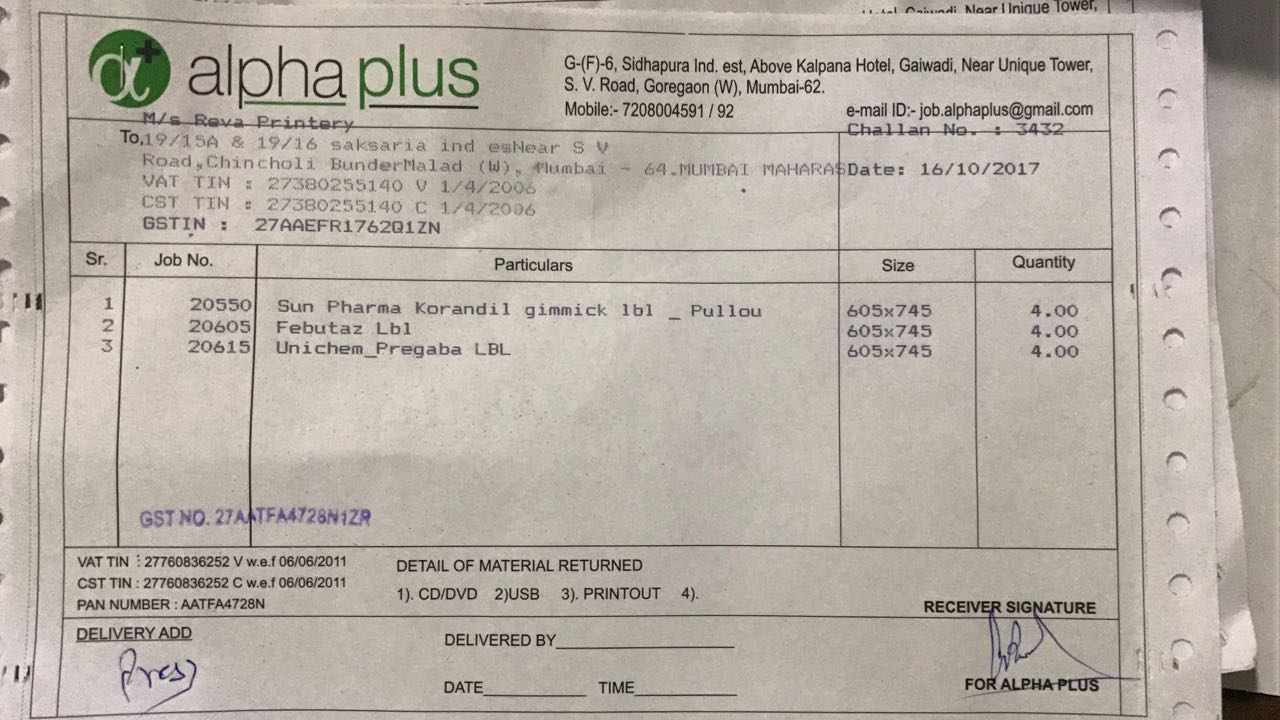 Near Unique Tower,
alpha plus
G-(F)-6, Sidhapura Ind. est, Above Kalpana Hotel, Gaiwadi, Near Unique Tower,
S. V. Road, Goregaon (W), Mumbai-62.
Mobile:- 7208004591 / 92 e-mail ID:- job.alphaplus@gmail.com
M/s Reva Printery
Challan No. : 3432
To,19/15A & 19/16 saksaria ind esNear S V
Road,Chincholi BunderMalad (W), Mumbai - 64.MUMBAI MAHARAS Date: 16/10/2017
VAT TIN : 27380255140 V 1/4/2006
CST TIN : 27380255140 C 1/4/2006
GSTIN : 27AAEFR1762Q1ZN
Sr. Job No. Particulars Size Quantity
1 20550 Sun Pharma Korandil gimmick lbl _ Pullou 605x745 4.00
2 20605 Febutaz Lbl 605x745 4.00
3 20615 Unichem_Pregaba LBL 605x745 4.00
GST NO. 27AATFA4728N1ZR
VAT TIN : 27760836252 V w.e.f 06/06/2011
CST TIN : 27760836252 C w.e.f 06/06/2011
PAN NUMBER : AATFA4728N
DETAIL OF MATERIAL RETURNED
1). CD/DVD 2)USB 3). PRINTOUT 4).
RECEIVER SIGNATURE
DELIVERY ADD
Press
DELIVERED BY
DATE TIME
FOR ALPHA PLUS